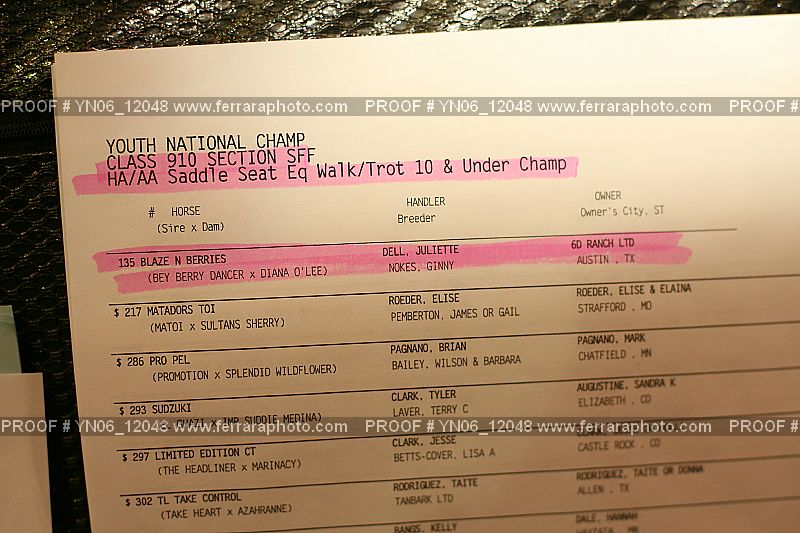 PROOF # YN06_12048 www.ferraraphoto.com PROOF # YN06_12048 www.ferraraphoto.com PROOF #
YOUTH NATIONAL CHAMP
CLASS 910 SECTION SFF
HA/AA Saddle Seat Eq Walk/Trot 10 & Under Champ
# HORSE HANDLER OWNER
(Sire x Dam) Breeder Owner's City, ST
135 BLAZE N BERRIES DELL, JULIETTE 6D RANCH LTD
(BEY BERRY DANCER x DIANA O'LEE) NOKES, GINNY AUSTIN , TX
$ 217 MATADORS TOI ROEDER, ELISE ROEDER, ELISE & ELAINA
(MATOI x SULTANS SHERRY) PEMBERTON, JAMES OR GAIL STRAFFORD , MO
$ 286 PRO PEL PAGNANO, BRIAN PAGNANO, MARK
(PROMOTION x SPLENDID WILDFLOWER) BAILEY, WILSON & BARBARA CHATFIELD , MN
$ 293 SUDZUKI CLARK, TYLER AUGUSTINE, SANDRA K
GHAZI x IMP SUDDIE MEDINA) LAVER, TERRY C ELIZABETH , CO
PROOF # YN06_12048 www.ferraraphoto.com PROOF # YN06_12048 www.ferraraphoto.com PROOF #
$ 297 LIMITED EDITION CT CLARK, JESSE
(THE HEADLINER x MARINACY) BETTS-COVER, LISA A CASTLE ROCK , CO
$ 302 TL TAKE CONTROL RODRIGUEZ, TAITE RODRIGUEZ, TAITE OR DONNA
(TAKE HEART x AZAHRANNE) TANBARK LTD ALLEN , TX
BANGS, KELLY DALE, HANNAH